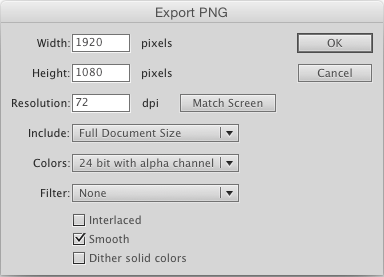 Export PNG
Width: 1920 pixels OK
Height: 1080 pixels Cancel
Resolution: 72 dpi Match Screen
Include: Full Document Size
Colors: 24 bit with alpha channel
Filter: None
Interlaced
Smooth
Dither solid colors